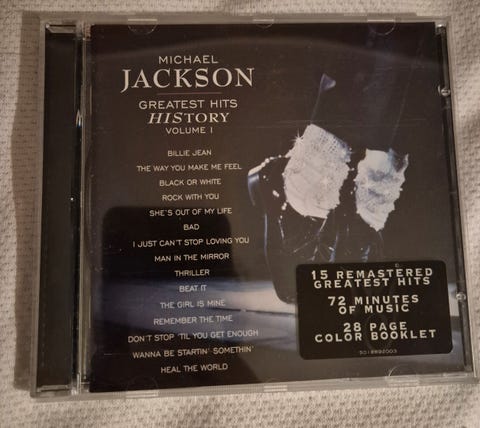 MICHAEL
JACKSON
GREATEST HITS
HISTORY
VOLUME I
BILLIE JEAN
THE WAY YOU MAKE ME FEEL
BLACK OR WHITE
ROCK WITH YOU
SHE'S OUT OF MY LIFE
BAD
I JUST CAN'T STOP LOVING YOU
MAN IN THE MIRROR
THRILLER
BEAT IT
THE GIRL IS MINE
REMEMBER THE TIME
DON'T STOP 'TIL YOU GET ENOUGH
WANNA BE STARTIN' SOMETHIN'
HEAL THE WORLD
15 REMASTERED
GREATEST HITS
72 MINUTES
OF MUSIC
28 PAGE
COLOR BOOKLET